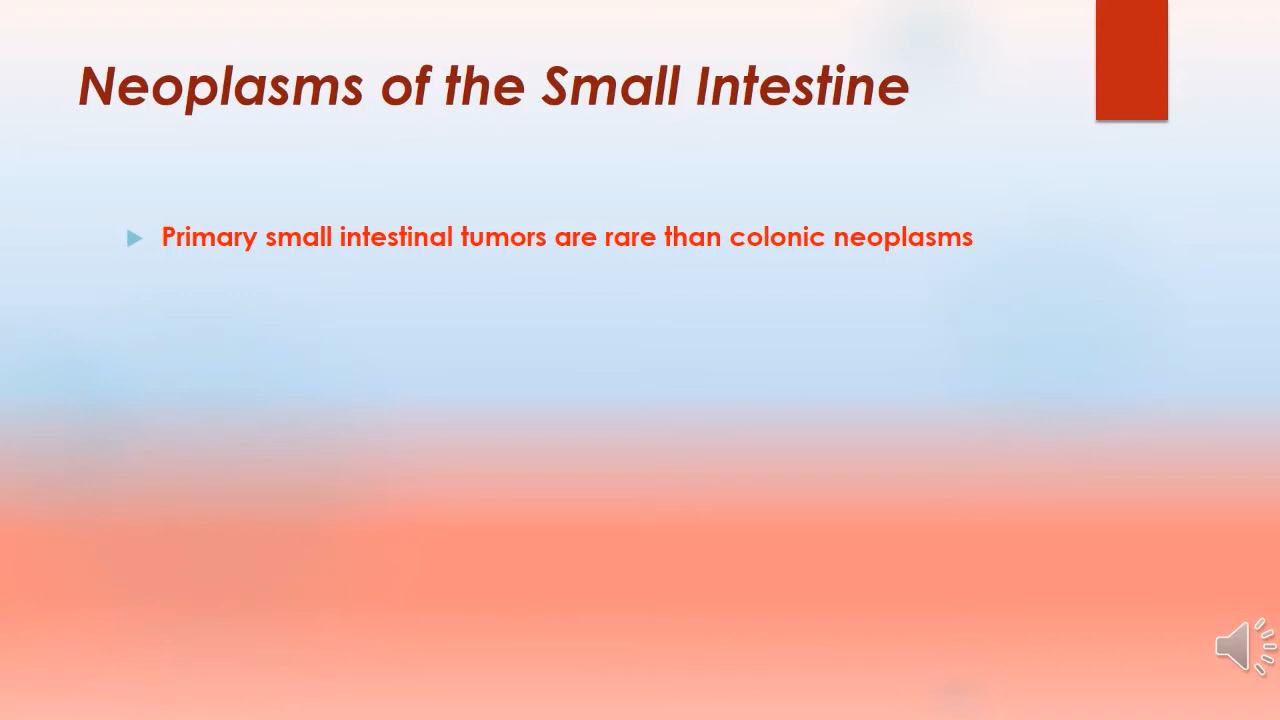 Neoplasms of the Small Intestine
Primary small intestinal tumors are rare than colonic neoplasms